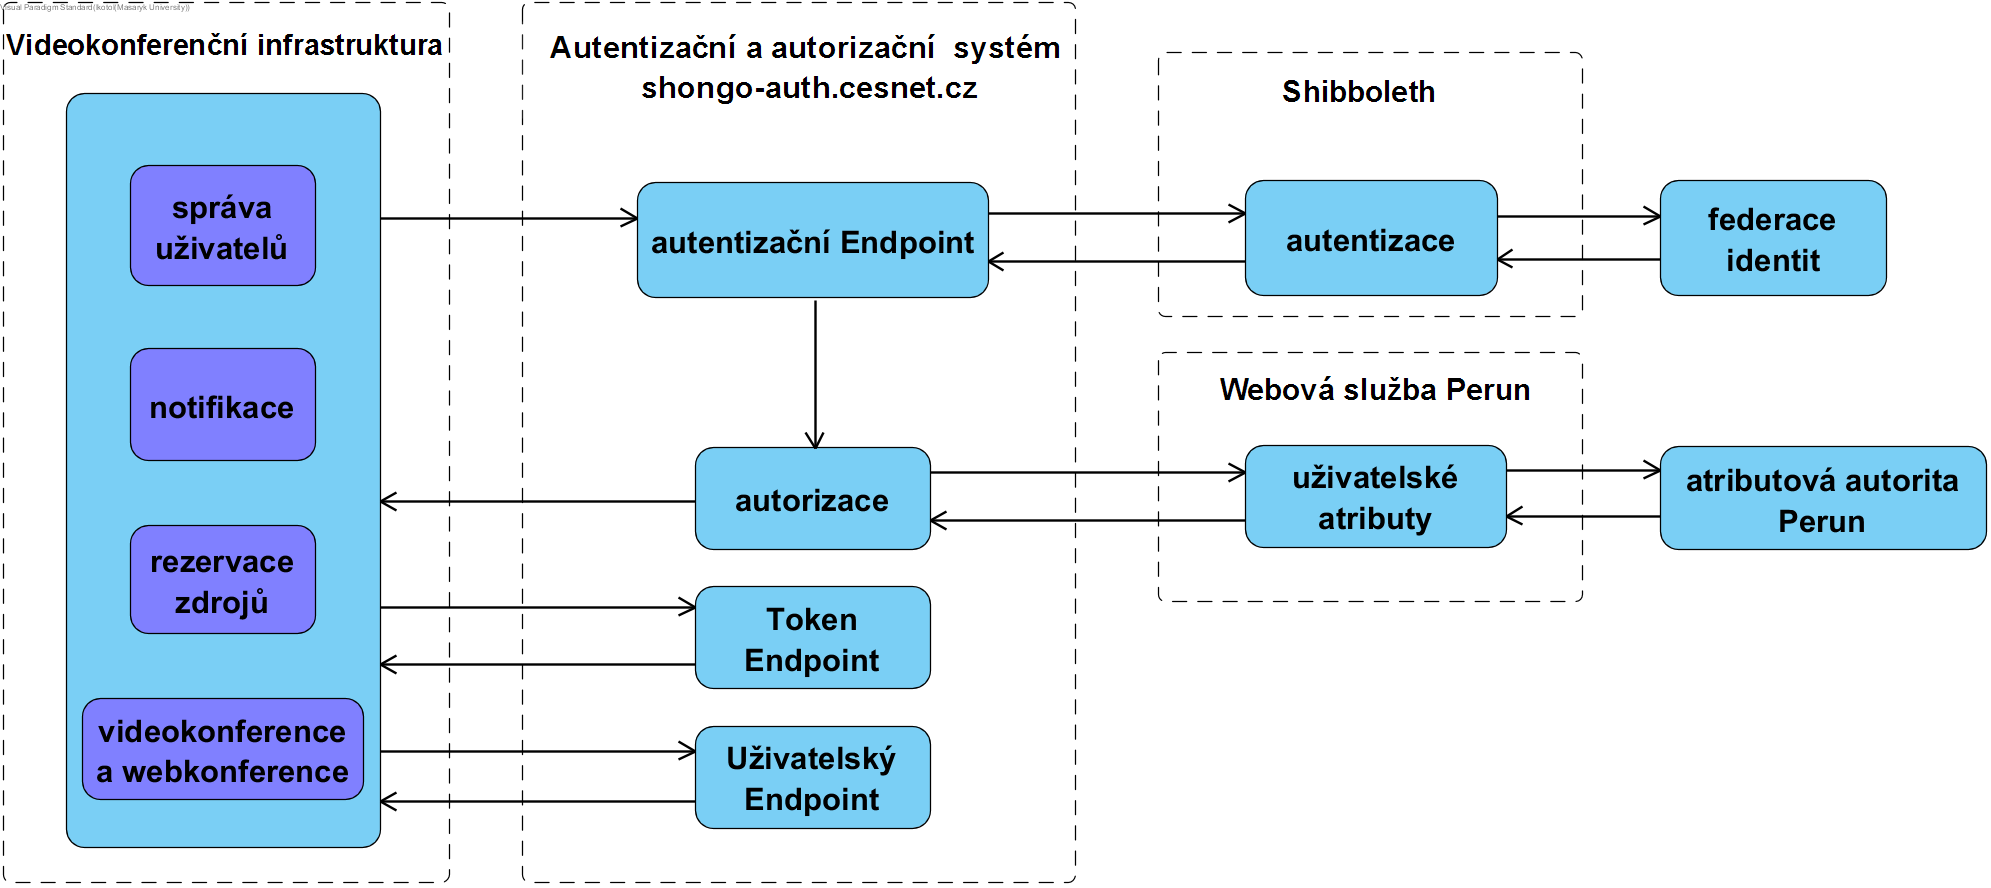 Visual Paradigm Standard(lkotol(Masaryk University))
Videokonferenční infrastruktura
správa
uživatelů
notifikace
rezervace
zdrojů
videokonference
a webkonference
Autentizační a autorizační systém
shongo-auth.cesnet.cz
autentizační Endpoint
autorizace
Token
Endpoint
Uživatelský
Endpoint
Shibboleth
autentizace
federace
identit
Webová služba Perun
uživatelské
atributy
atributová autorita
Perun